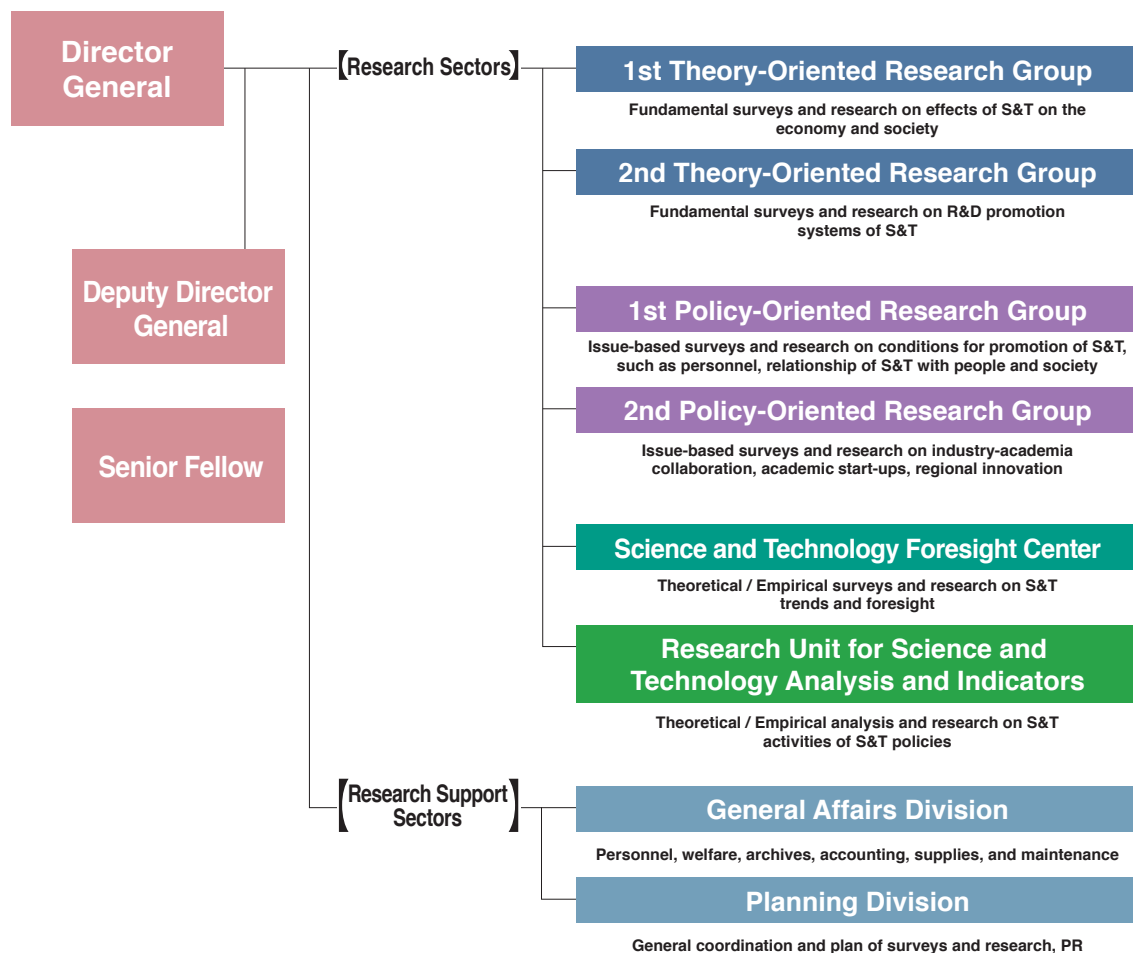 Director
General
Deputy Director
General
Senior Fellow
【Research Sectors】
1st Theory-Oriented Research Group
Fundamental surveys and research on effects of S&T on the
economy and society
2nd Theory-Oriented Research Group
Fundamental surveys and research on R&D promotion
systems of S&T
1st Policy-Oriented Research Group
Issue-based surveys and research on conditions for promotion of S&T,
such as personnel, relationship of S&T with people and society
2nd Policy-Oriented Research Group
Issue-based surveys and research on industry-academia
collaboration, academic start-ups, regional innovation
Science and Technology Foresight Center
Theoretical / Empirical surveys and research on S&T
trends and foresight
Research Unit for Science and
Technology Analysis and Indicators
Theoretical / Empirical analysis and research on S&T
activities of S&T policies
【Research Support
Sectors】
General Affairs Division
Personnel, welfare, archives, accounting, supplies, and maintenance
Planning Division
General coordination and plan of surveys and research, PR